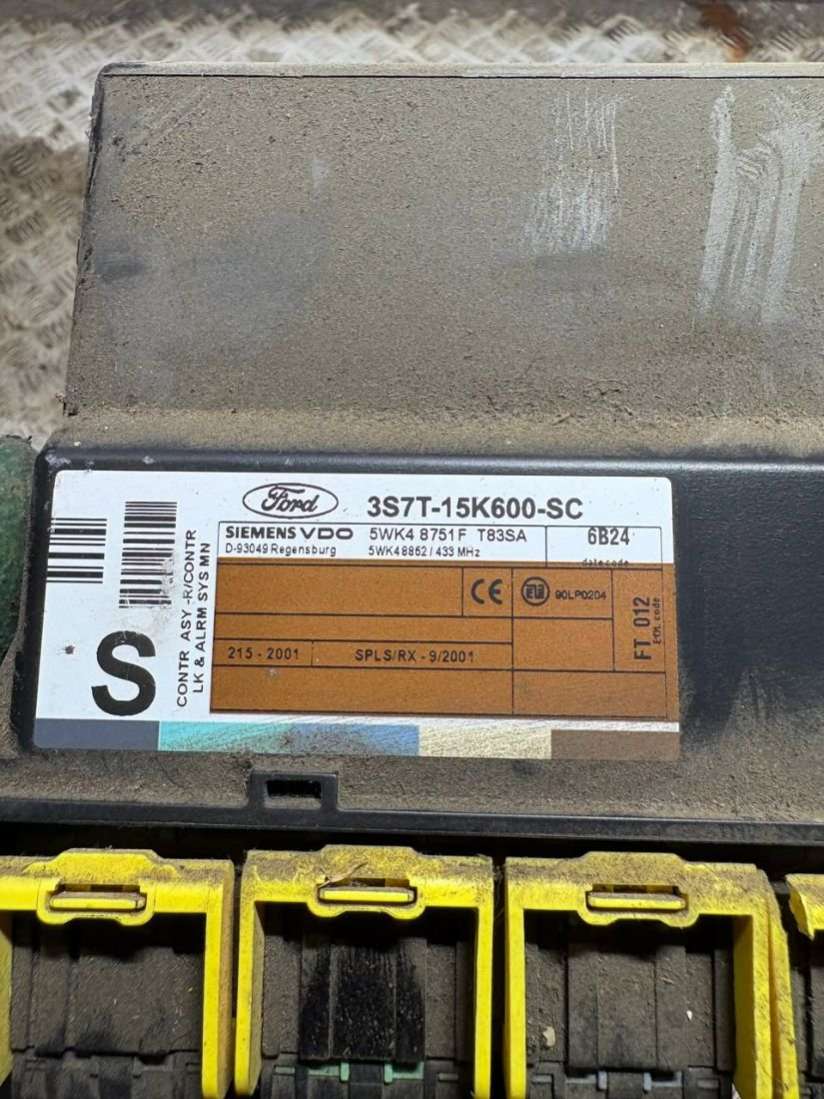 Ford
3S7T-15K600-SC
SIEMENS VDO 5WK4 8751F T83SA 6B24
D-93049 Regensburg 5WK48862 / 433 MHz date code
CE 90LP0204
215 - 2001 SPLS/RX - 9/2001
FT 012
S
CONTR ASY -R/CONTR
LK & ALRM SYS MN